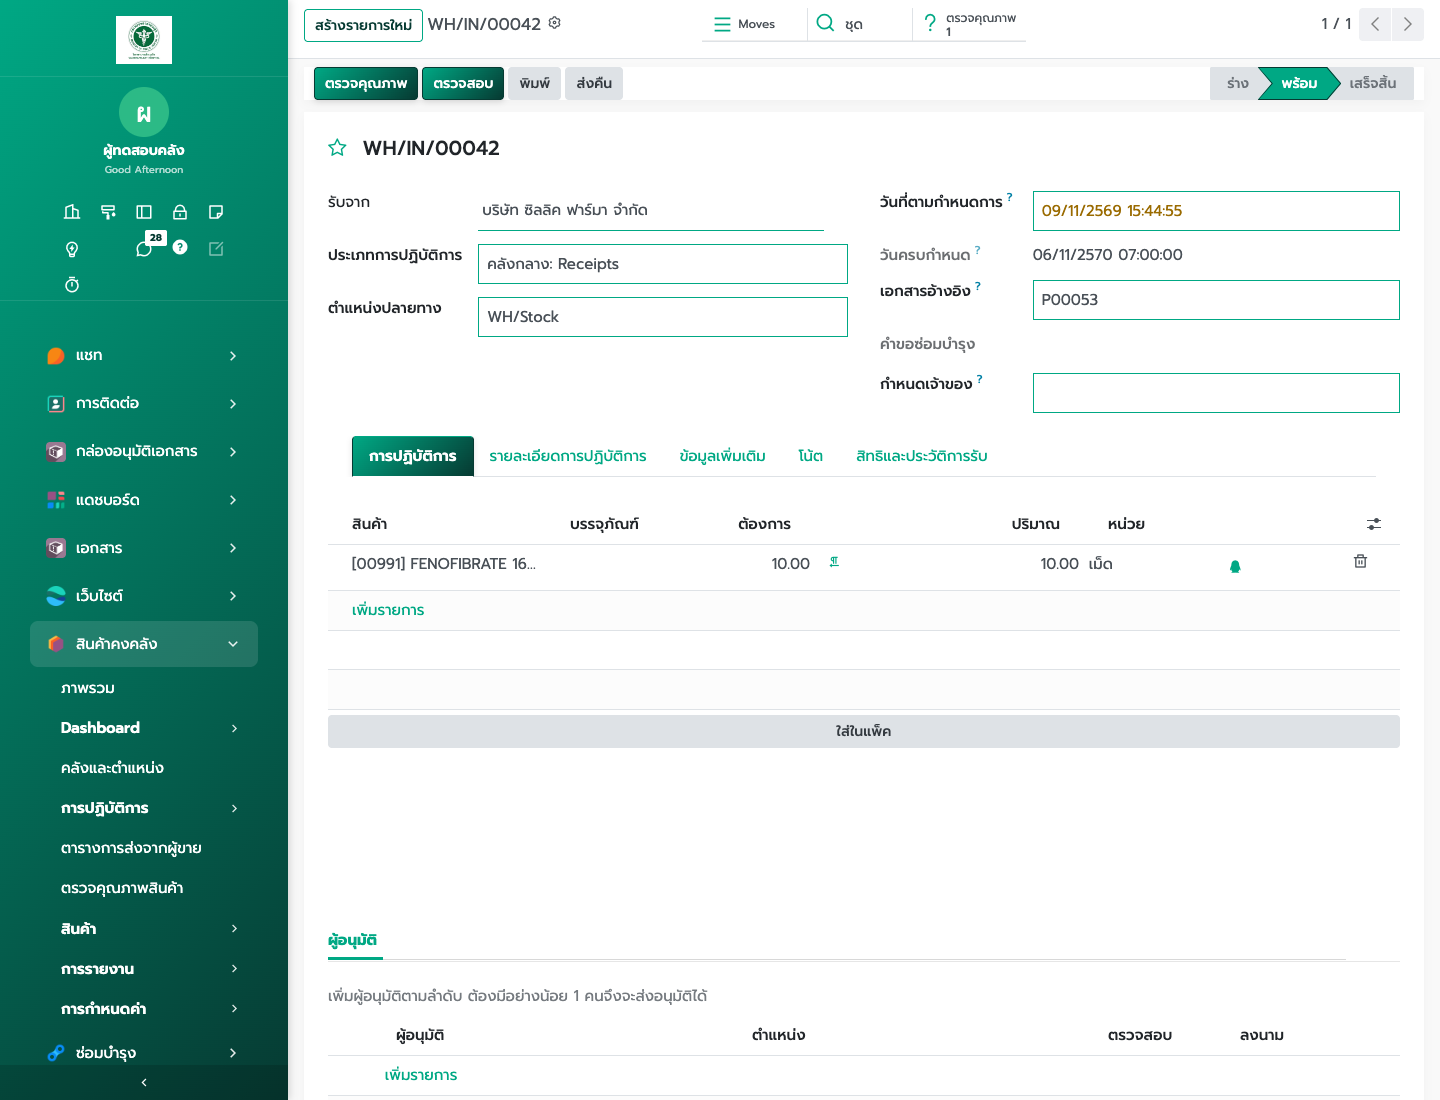 สร้างรายการใหม่ WH/IN/00042
Moves
ชุด
ตรวจคุณภาพ
1
1 / 1
ผ
ผู้ทดสอบคลัง
Good Afternoon
28
?
แชท
การติดต่อ
กล่องอนุมัติเอกสาร
แดชบอร์ด
เอกสาร
เว็บไซต์
สินค้าคงคลัง
ภาพรวม
Dashboard
คลังและตำแหน่ง
การปฏิบัติการ
ตารางการส่งจากผู้ขาย
ตรวจคุณภาพสินค้า
สินค้า
การรายงาน
การกำหนดค่า
ซ่อมบำรุง
ตรวจคุณภาพ ตรวจสอบ พิมพ์ ส่งคืน
ร่าง พร้อม เสร็จสิ้น
WH/IN/00042
รับจาก บริษัท ซิลลิค ฟาร์มา จำกัด
ประเภทการปฏิบัติการ คลังกลาง: Receipts
ตำแหน่งปลายทาง WH/Stock
วันที่ตามกำหนดการ ? 09/11/2569 15:44:55
วันครบกำหนด ? 06/11/2570 07:00:00
เอกสารอ้างอิง ? P00053
คำขอซ่อมบำรุง
กำหนดเจ้าของ ?
การปฏิบัติการ รายละเอียดการปฏิบัติการ ข้อมูลเพิ่มเติม โน้ต สิทธิและประวัติการรับ
สินค้า บรรจุภัณฑ์ ต้องการ ปริมาณ หน่วย
[00991] FENOFIBRATE 16... 10.00 10.00 เม็ด
เพิ่มรายการ
ใส่ในแพ็ค
ผู้อนุมัติ
เพิ่มผู้อนุมัติตามลำดับ ต้องมีอย่างน้อย 1 คนจึงจะส่งอนุมัติได้
ผู้อนุมัติ ตำแหน่ง ตรวจสอบ ลงนาม
เพิ่มรายการ